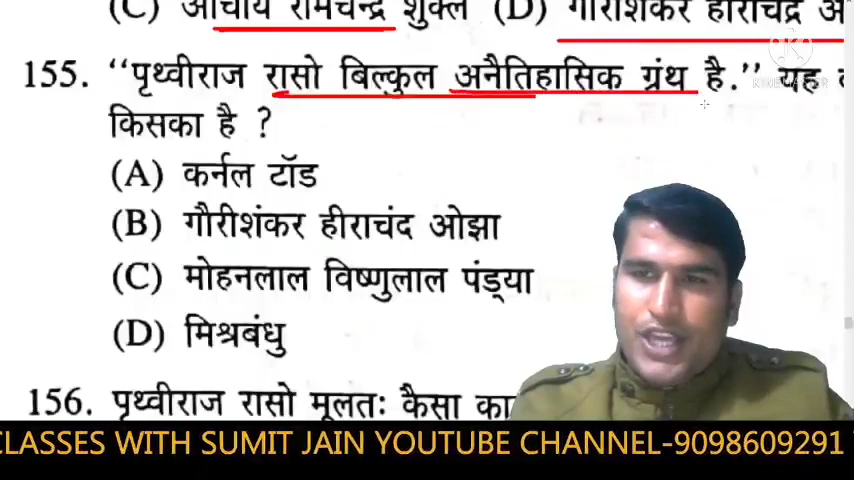 (C) आचार्य रामचन्द्र शुक्ल (D) गौरीशंकर हीराचंद्र
155. ‘‘पृथ्वीराज रासो बिल्कुल अनैतिहासिक ग्रंथ है.’’ यह
KINEMASTER
किसका है ?
(A) कर्नल टॉड
(B) गौरीशंकर हीराचंद ओझा
(C) मोहनलाल विष्णुलाल पंड्या
(D) मिश्रबंधु
156. पृथ्वीराज रासो मूलतः कैसा
CLASSES WITH SUMIT JAIN YOUTUBE CHANNEL-9098609291